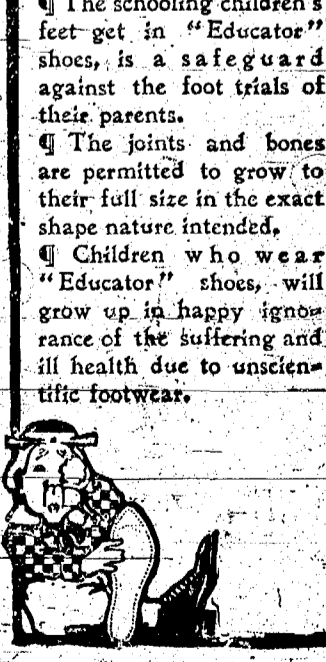 ¶ The schooling children's
feet get in "Educator"
shoes, is a safeguard
against the foot trials of
their parents.
¶ The joints and bones
are permitted to grow to
their full size in the exact
shape nature intended.
¶ Children who wear
"Educator" shoes, will
grow up in happy igno-
rance of the suffering and
ill health due to unscien-
tific footwear.